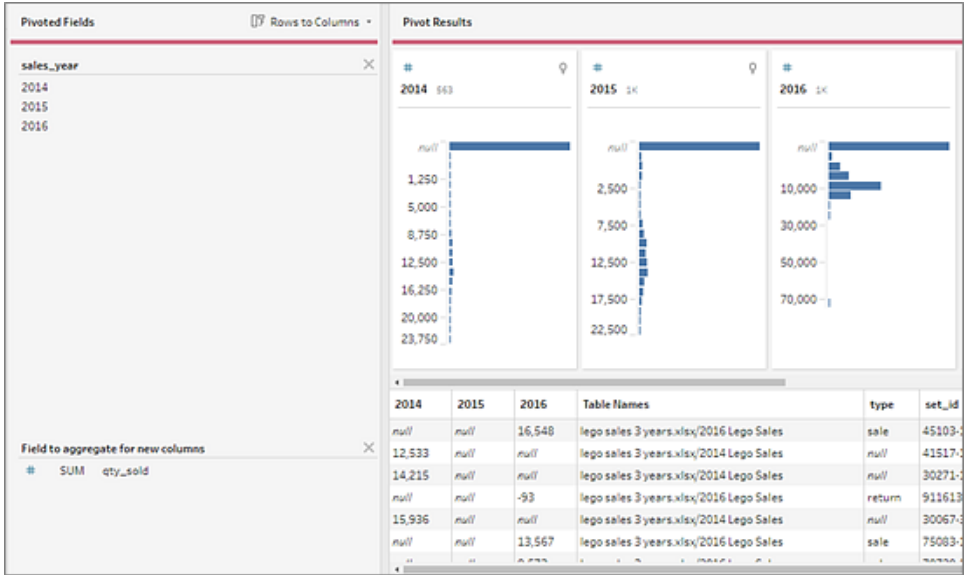 Pivoted Fields Rows to Columns
sales_year
2014
2015
2016
Field to aggregate for new columns
# SUM qty_sold
Pivot Results
#
2014 563
null
1,250
5,000
8,750
12,500
16,250
20,000
23,750
#
2015 1K
null
2,500
7,500
12,500
17,500
22,500
#
2016 1K
null
10,000
30,000
50,000
70,000
2014 2015 2016 Table Names type set_id
null null 16,548 lego sales 3 years.xlsx/2016 Lego Sales sale 45103-
12,533 null null lego sales 3 years.xlsx/2014 Lego Sales null 41517-
14,215 null null lego sales 3 years.xlsx/2014 Lego Sales null 30271-
null null -93 lego sales 3 years.xlsx/2016 Lego Sales return 911613
15,936 null null lego sales 3 years.xlsx/2014 Lego Sales null 30067-
null null 13,567 lego sales 3 years.xlsx/2016 Lego Sales sale 75083-